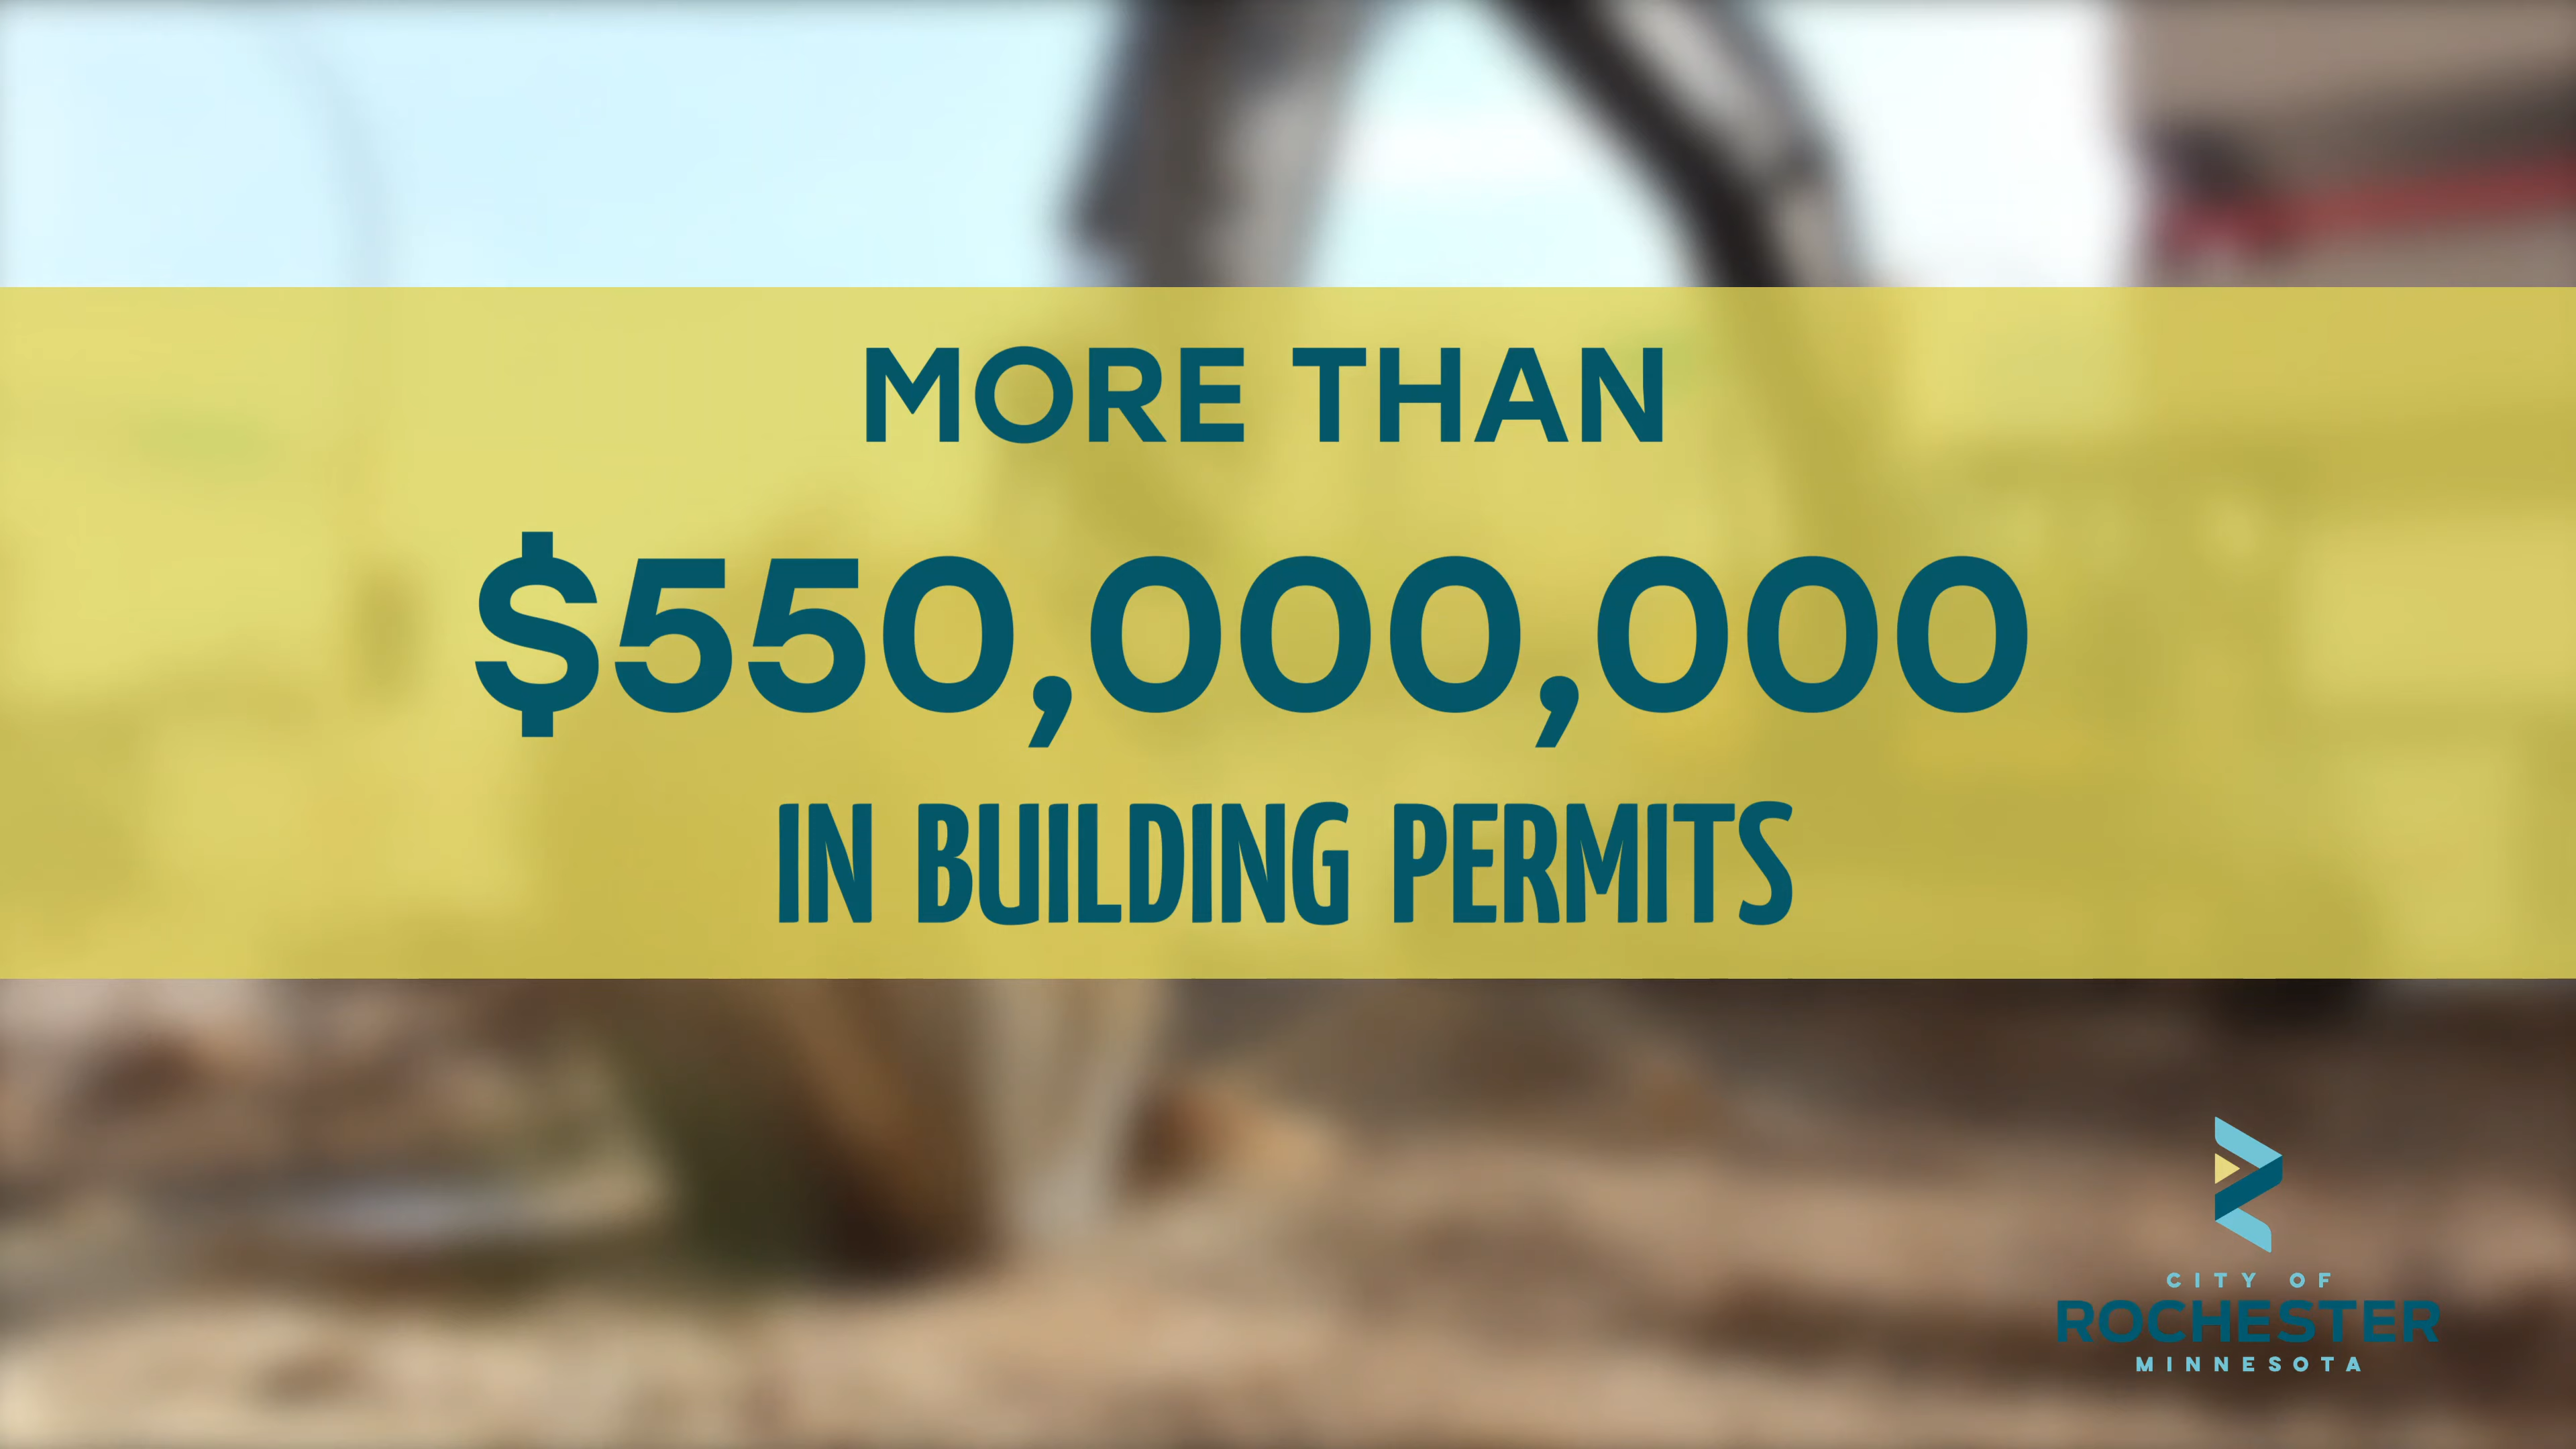 MORE THAN
$550,000,000
IN BUILDING PERMITS
CITY OF
ROCHESTER
MINNESOTA